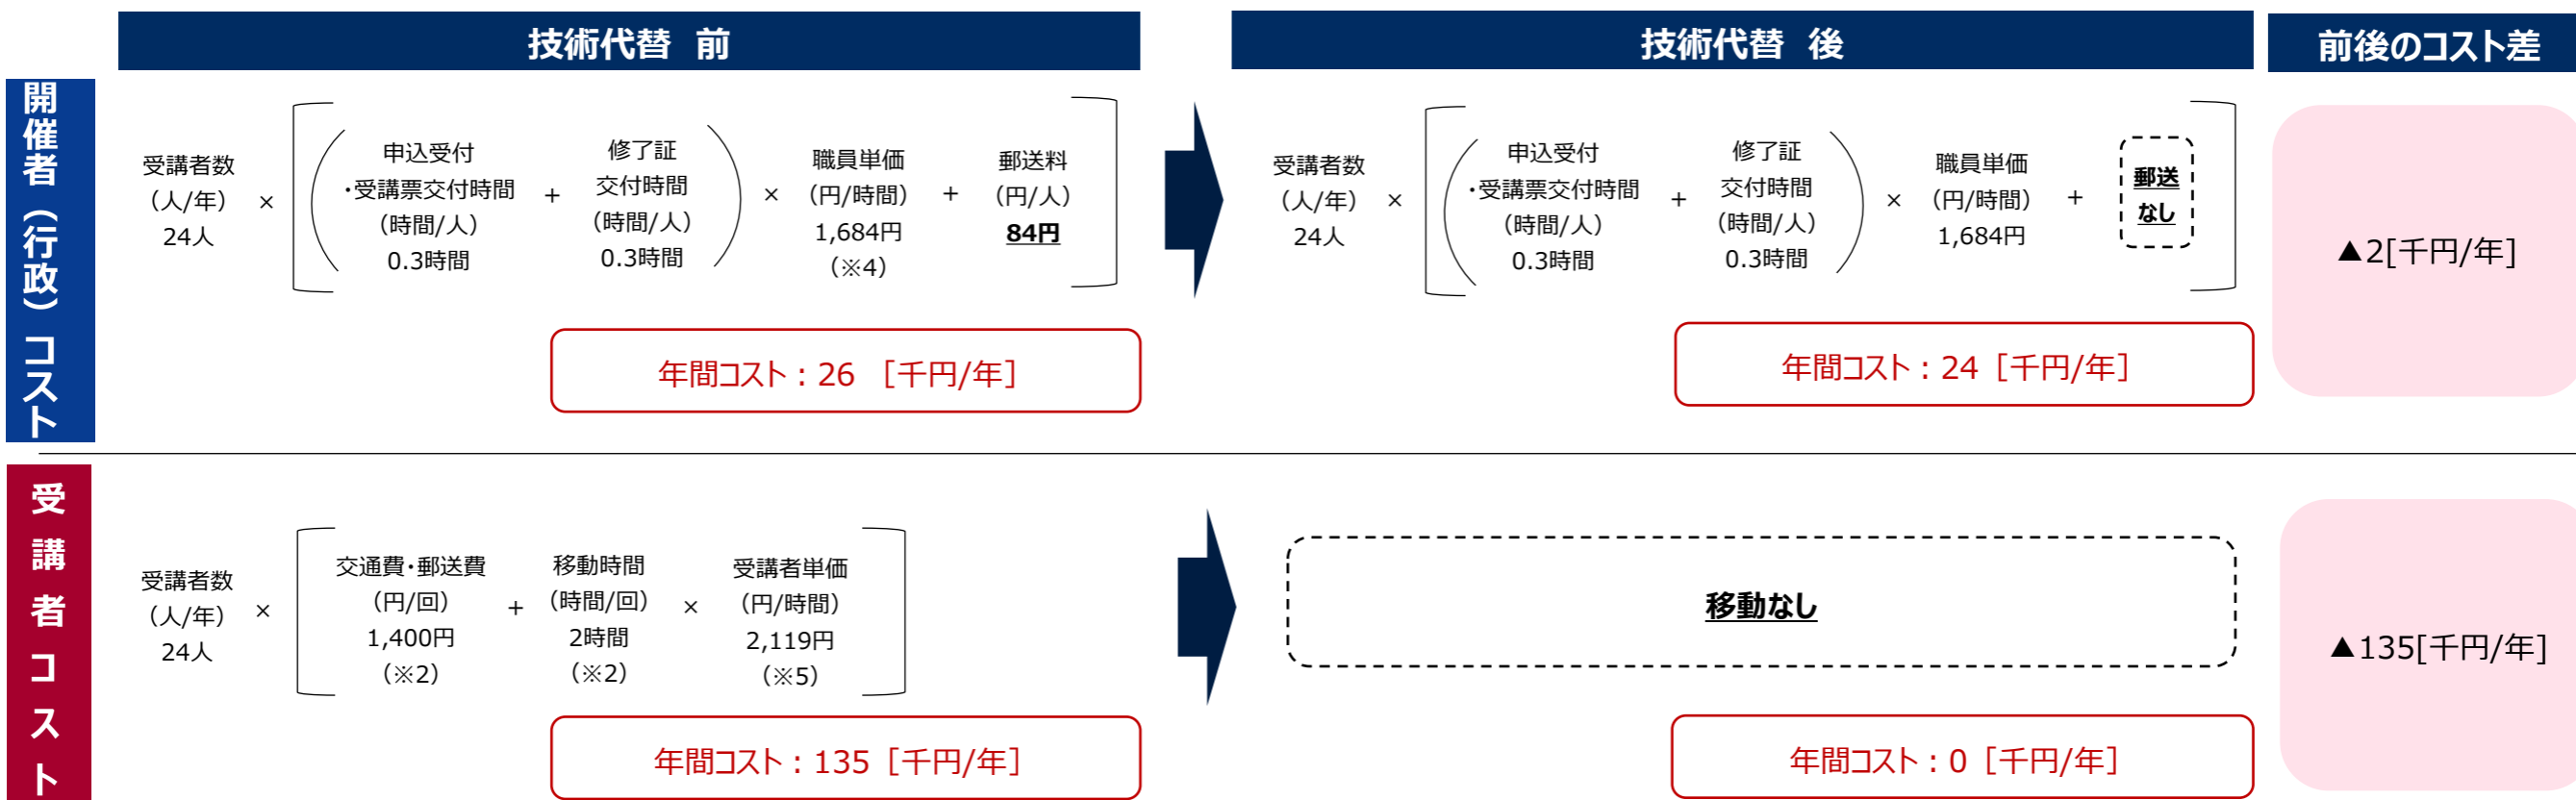 技術代替 前
技術代替 後
前後のコスト差
開催者（行政）コスト
受講者数
（人/年）
24人
×
申込受付
・受講票交付時間
（時間/人）
0.3時間
+
修了証
交付時間
（時間/人）
0.3時間
×
職員単価
（円/時間）
1,684円
（※4）
+
郵送料
（円/人）
84円
年間コスト：26 ［千円/年］
受講者数
（人/年）
24人
×
申込受付
・受講票交付時間
（時間/人）
0.3時間
+
修了証
交付時間
（時間/人）
0.3時間
×
職員単価
（円/時間）
1,684円
+
郵送
なし
年間コスト：24［千円/年］
▲2[千円/年]
受講者コスト
受講者数
（人/年）
24人
×
交通費・郵送費
（円/回）
1,400円
（※2）
+
移動時間
（時間/回）
2時間
（※2）
×
受講者単価
（円/時間）
2,119円
（※5）
年間コスト：135［千円/年］
移動なし
年間コスト：0［千円/年］
▲135[千円/年]